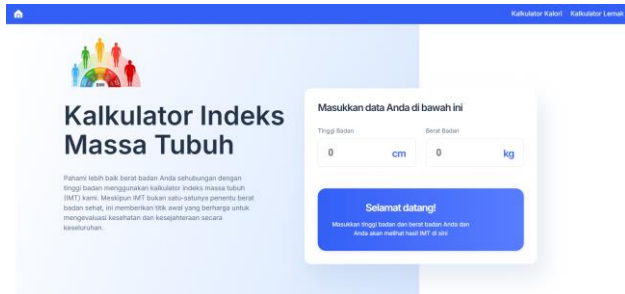 Kalkulator Kalori Kalkulator Lemak
BMI
Kalkulator Indeks
Massa Tubuh
Pahami lebih baik berat badan Anda sehubungan dengan
tinggi badan menggunakan kalkulator indeks massa tubuh
(IMT) kami. Meskipun IMT bukan satu-satunya penentu berat
badan sehat, ini memberikan titik awal yang berharga untuk
mengevaluasi kesehatan dan kesejahteraan secara
keseluruhan.
Masukkan data Anda di bawah ini
Tinggi Badan Berat Badan
0 cm 0 kg
Selamat datang!
Masukkan tinggi badan dan berat badan Anda dan
Anda akan melihat hasil IMT di sini